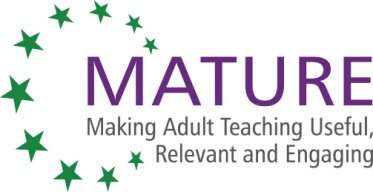 MATURE
Making Adult Teaching Useful,
Relevant and Engaging